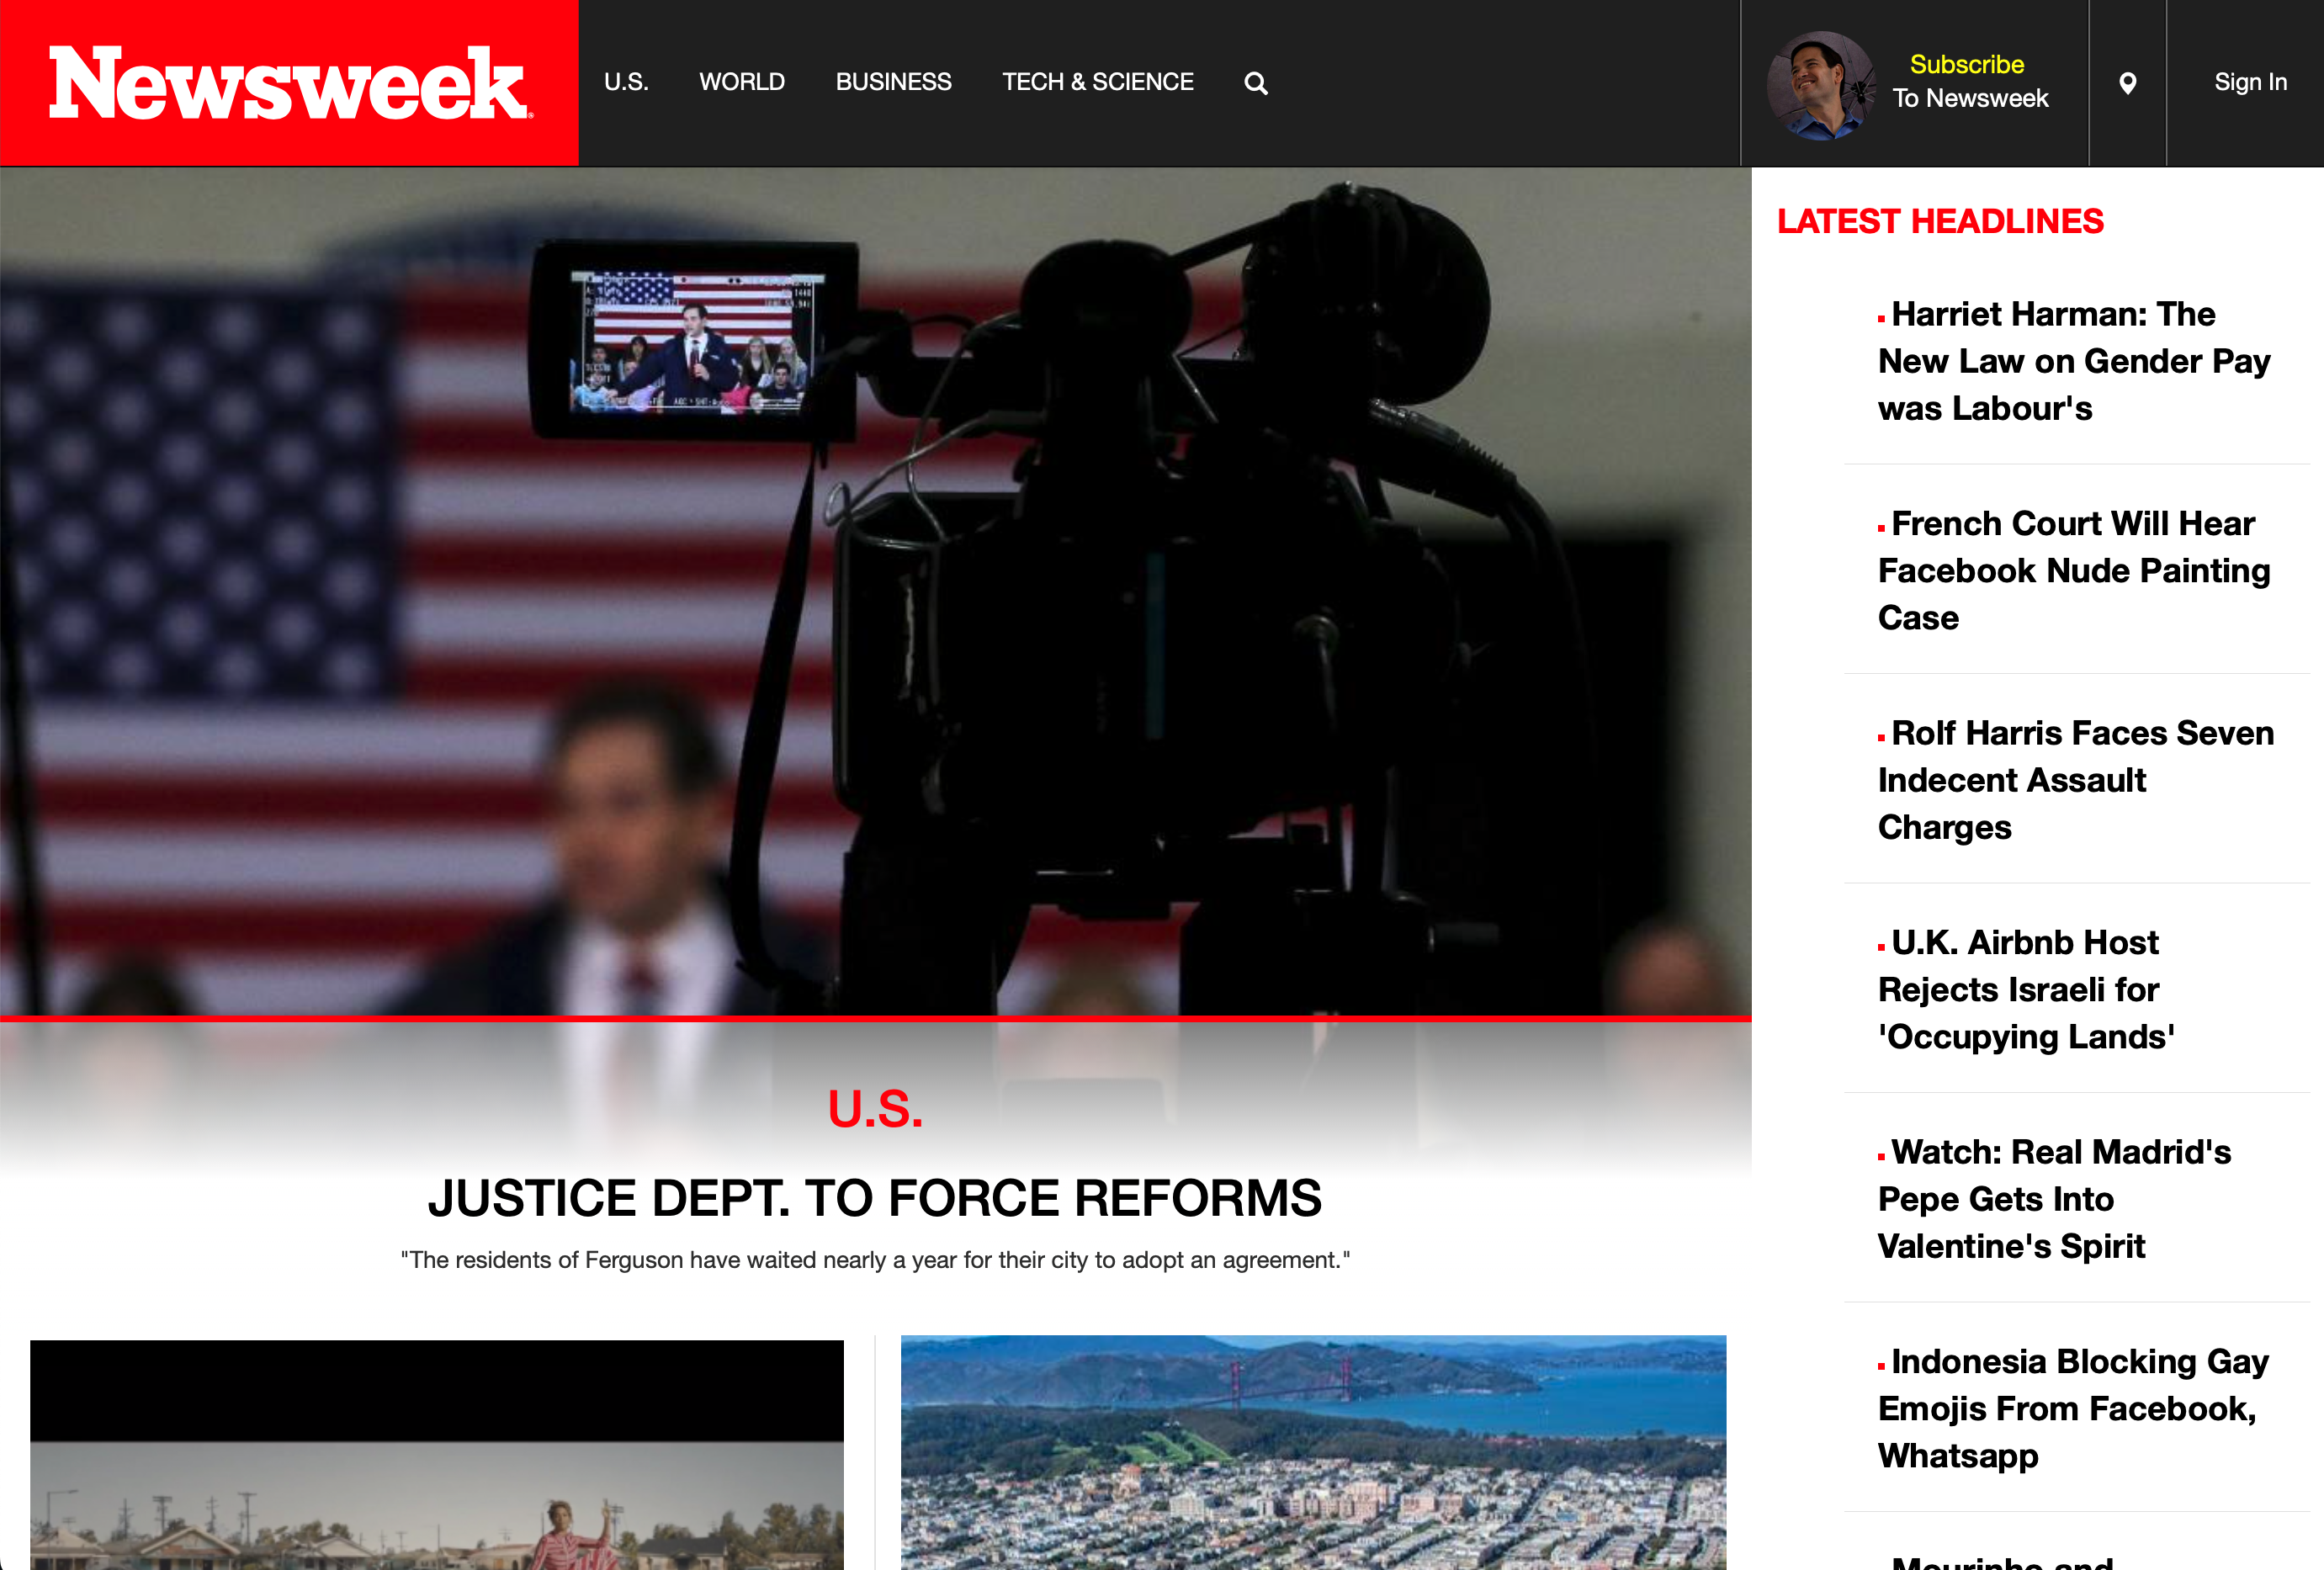 Newsweek
U.S.
WORLD
BUSINESS
TECH & SCIENCE
Subscribe
To Newsweek
Sign In
LATEST HEADLINES
Harriet Harman: The
New Law on Gender Pay
was Labour's
French Court Will Hear
Facebook Nude Painting
Case
Rolf Harris Faces Seven
Indecent Assault
Charges
U.K. Airbnb Host
Rejects Israeli for
'Occupying Lands'
Watch: Real Madrid's
Pepe Gets Into
Valentine's Spirit
Indonesia Blocking Gay
Emojis From Facebook,
Whatsapp
Mourinho and
U.S.
JUSTICE DEPT. TO FORCE REFORMS
"The residents of Ferguson have waited nearly a year for their city to adopt an agreement."